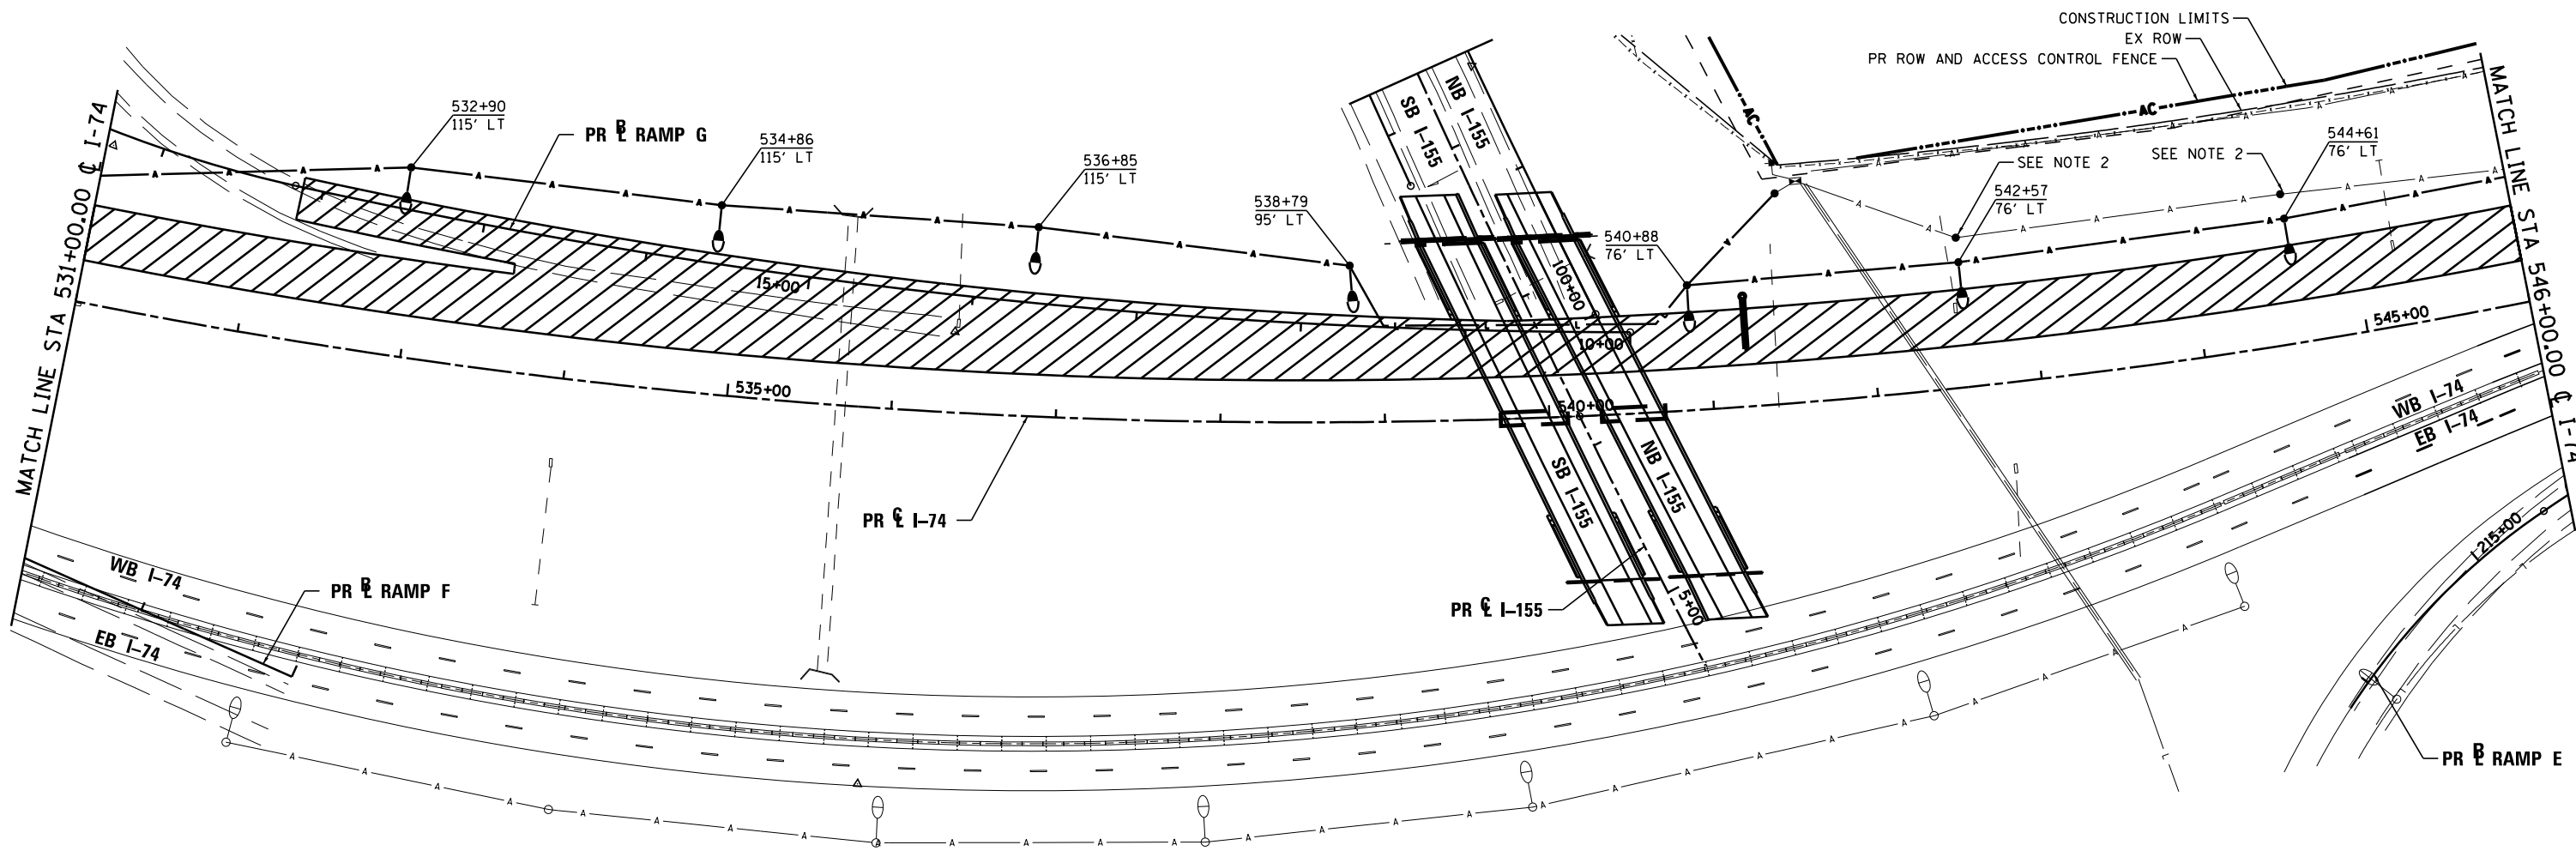 CONSTRUCTION LIMITS
EX ROW
PR ROW AND ACCESS CONTROL FENCE
MATCH LINE STA 531+00.00 ℄ I-74
532+90
115' LT
PR BL RAMP G
534+86
115' LT
536+85
115' LT
538+79
95' LT
SB I-155
NB I-155
AC
AC
SEE NOTE 2
SEE NOTE 2
544+61
76' LT
542+57
76' LT
540+88
76' LT
MATCH LINE STA 546+00.00 ℄ I-74
15+00
100+00
10+00
535+00
540+00
545+00
PR ℄ I-74
SB I-155
NB I-155
WB I-74
EB I-74
215+00
WB I-74
EB I-74
PR BL RAMP F
PR ℄ I-155
5+00
PR BL RAMP E